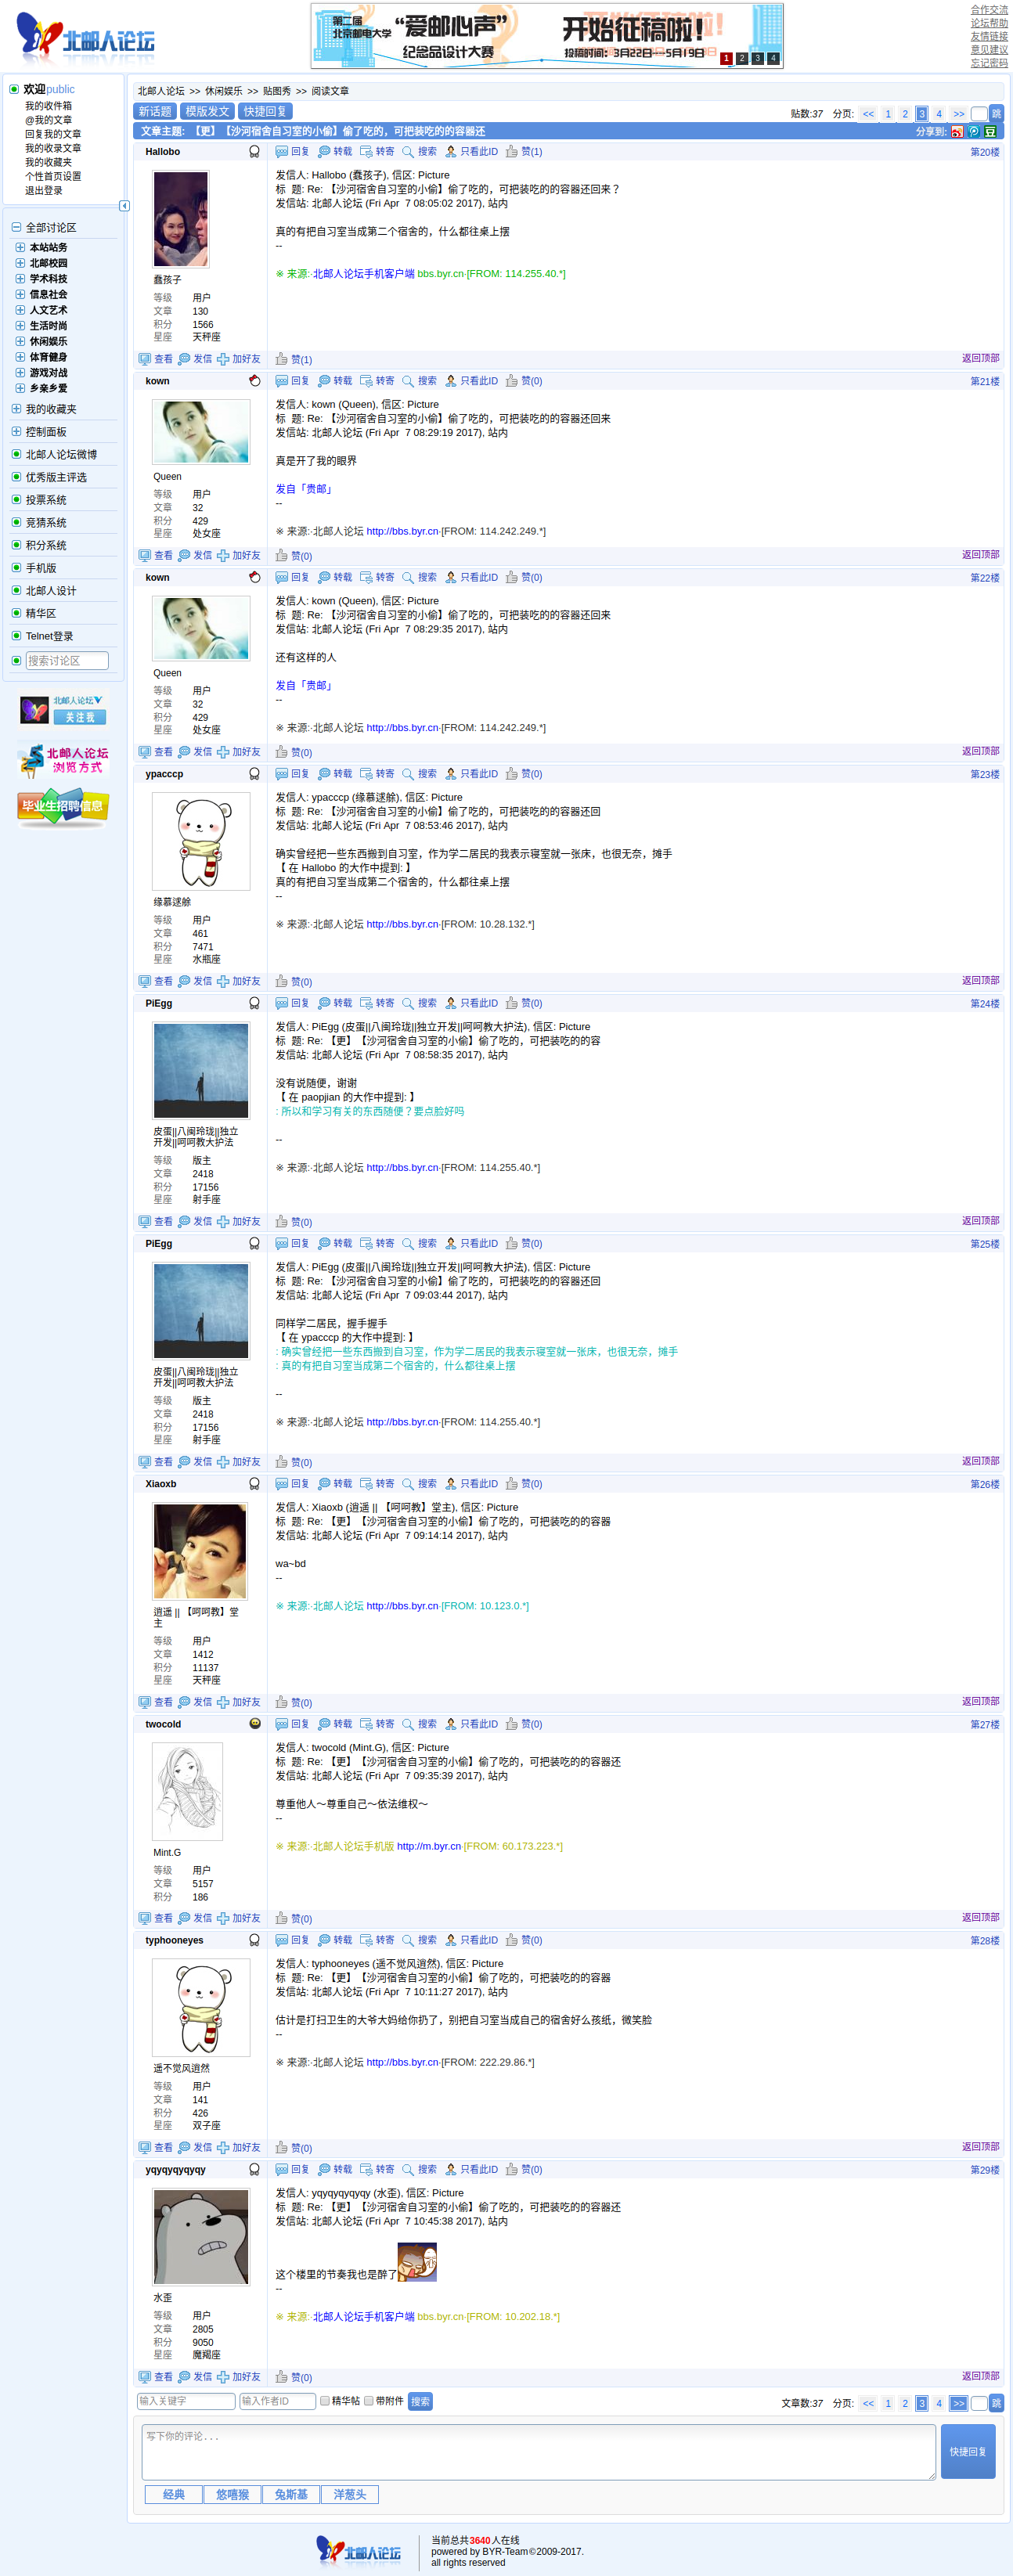 北邮人论坛
第二届
北京邮电大学
“爱邮心声”
纪念品设计大赛
开始征稿啦!
投稿时间:3月22日---5月19日
1 2 3 4
合作交流
论坛帮助
友情链接
意见建议
忘记密码
欢迎public
我的收件箱
@我的文章
回复我的文章
我的收录文章
我的收藏夹
个性首页设置
退出登录
全部讨论区
本站站务
北邮校园
学术科技
信息社会
人文艺术
生活时尚
休闲娱乐
体育健身
游戏对战
乡亲乡爱
我的收藏夹
控制面板
北邮人论坛微博
优秀版主评选
投票系统
竞猜系统
积分系统
手机版
北邮人设计
精华区
Telnet登录
搜索讨论区
北邮人论坛
关注我
北邮人论坛
浏览方式
毕业生招聘信息
北邮人论坛 >> 休闲娱乐 >> 贴图秀 >> 阅读文章
新话题 模版发文 快捷回复
贴数:37 分页: << 1 2 3 4 >> 跳
文章主题: 【更】【沙河宿舍自习室的小偷】偷了吃的，可把装吃的的容器还
分享到:
Hallobo
回复 转载 转寄 搜索 只看此ID 赞(1) 第20楼
蠢孩子
等级 用户
文章 130
积分 1566
星座 天秤座
发信人: Hallobo (蠢孩子), 信区: Picture
标 题: Re: 【沙河宿舍自习室的小偷】偷了吃的，可把装吃的的容器还回来？
发信站: 北邮人论坛 (Fri Apr 7 08:05:02 2017), 站内
真的有把自习室当成第二个宿舍的，什么都往桌上摆
--
※ 来源:·北邮人论坛手机客户端 bbs.byr.cn·[FROM: 114.255.40.*]
查看 发信 加好友 赞(1) 返回顶部
kown
回复 转载 转寄 搜索 只看此ID 赞(0) 第21楼
Queen
等级 用户
文章 32
积分 429
星座 处女座
发信人: kown (Queen), 信区: Picture
标 题: Re: 【沙河宿舍自习室的小偷】偷了吃的，可把装吃的的容器还回来
发信站: 北邮人论坛 (Fri Apr 7 08:29:19 2017), 站内
真是开了我的眼界
发自「贵邮」
--
※ 来源:·北邮人论坛 http://bbs.byr.cn·[FROM: 114.242.249.*]
查看 发信 加好友 赞(0) 返回顶部
kown
回复 转载 转寄 搜索 只看此ID 赞(0) 第22楼
Queen
等级 用户
文章 32
积分 429
星座 处女座
发信人: kown (Queen), 信区: Picture
标 题: Re: 【沙河宿舍自习室的小偷】偷了吃的，可把装吃的的容器还回来
发信站: 北邮人论坛 (Fri Apr 7 08:29:35 2017), 站内
还有这样的人
发自「贵邮」
--
※ 来源:·北邮人论坛 http://bbs.byr.cn·[FROM: 114.242.249.*]
查看 发信 加好友 赞(0) 返回顶部
ypacccp
回复 转载 转寄 搜索 只看此ID 赞(0) 第23楼
等级 用户
文章 461
积分 7471
星座 水瓶座
发信人: ypacccp
信区: Picture
标 题: Re: 【沙河宿舍自习室的小偷】偷了吃的，可把装吃的的容器还回
发信站: 北邮人论坛 (Fri Apr 7 08:53:46 2017), 站内
确实曾经把一些东西搬到自习室，作为学二居民的我表示寝室就一张床，也很无奈，摊手
【 在 Hallobo 的大作中提到: 】
真的有把自习室当成第二个宿舍的，什么都往桌上摆
--
※ 来源:·北邮人论坛 http://bbs.byr.cn·[FROM: 10.28.132.*]
查看 发信 加好友 赞(0) 返回顶部
PiEgg
回复 转载 转寄 搜索 只看此ID 赞(0) 第24楼
皮蛋||八闽玲珑||独立
开发||呵呵教大护法
等级 版主
文章 2418
积分 17156
星座 射手座
发信人: PiEgg (皮蛋||八闽玲珑||独立开发||呵呵教大护法), 信区: Picture
标 题: Re: 【更】【沙河宿舍自习室的小偷】偷了吃的，可把装吃的的容
发信站: 北邮人论坛 (Fri Apr 7 08:58:35 2017), 站内
没有说随便，谢谢
【 在 paopjian 的大作中提到: 】
: 所以和学习有关的东西随便？要点脸好吗
--
※ 来源:·北邮人论坛 http://bbs.byr.cn·[FROM: 114.255.40.*]
查看 发信 加好友 赞(0) 返回顶部
PiEgg
回复 转载 转寄 搜索 只看此ID 赞(0) 第25楼
皮蛋||八闽玲珑||独立
开发||呵呵教大护法
等级 版主
文章 2418
积分 17156
星座 射手座
发信人: PiEgg (皮蛋||八闽玲珑||独立开发||呵呵教大护法), 信区: Picture
标 题: Re: 【沙河宿舍自习室的小偷】偷了吃的，可把装吃的的容器还回
发信站: 北邮人论坛 (Fri Apr 7 09:03:44 2017), 站内
同样学二居民，握手握手
【 在 ypacccp 的大作中提到: 】
: 确实曾经把一些东西搬到自习室，作为学二居民的我表示寝室就一张床，也很无奈，摊手
: 真的有把自习室当成第二个宿舍的，什么都往桌上摆
--
※ 来源:·北邮人论坛 http://bbs.byr.cn·[FROM: 114.255.40.*]
查看 发信 加好友 赞(0) 返回顶部
Xiaoxb
回复 转载 转寄 搜索 只看此ID 赞(0) 第26楼
逍遥 || 【呵呵教】堂
主
等级 用户
文章 1412
积分 11137
星座 天秤座
发信人: Xiaoxb (逍遥 || 【呵呵教】堂主), 信区: Picture
标 题: Re: 【更】【沙河宿舍自习室的小偷】偷了吃的，可把装吃的的容器
发信站: 北邮人论坛 (Fri Apr 7 09:14:14 2017), 站内
wa~bd
--
※ 来源:·北邮人论坛 http://bbs.byr.cn·[FROM: 10.123.0.*]
查看 发信 加好友 赞(0) 返回顶部
twocold
回复 转载 转寄 搜索 只看此ID 赞(0) 第27楼
Mint.G
等级 用户
文章 5157
积分 186
发信人: twocold (Mint.G), 信区: Picture
标 题: Re: 【更】【沙河宿舍自习室的小偷】偷了吃的，可把装吃的的容器还
发信站: 北邮人论坛 (Fri Apr 7 09:35:39 2017), 站内
尊重他人～尊重自己～依法维权～
--
※ 来源:·北邮人论坛手机版 http://m.byr.cn·[FROM: 60.173.223.*]
查看 发信 加好友 赞(0) 返回顶部
typhooneyes
回复 转载 转寄 搜索 只看此ID 赞(0) 第28楼
遥不觉风逍然
等级 用户
文章 141
积分 426
星座 双子座
发信人: typhooneyes (遥不觉风逍然), 信区: Picture
标 题: Re: 【更】【沙河宿舍自习室的小偷】偷了吃的，可把装吃的的容器
发信站: 北邮人论坛 (Fri Apr 7 10:11:27 2017), 站内
估计是打扫卫生的大爷大妈给你扔了，别把自习室当成自己的宿舍好么孩纸，微笑脸
--
※ 来源:·北邮人论坛 http://bbs.byr.cn·[FROM: 222.29.86.*]
查看 发信 加好友 赞(0) 返回顶部
yqyqyqyqyqy
回复 转载 转寄 搜索 只看此ID 赞(0) 第29楼
水歪
等级 用户
文章 2805
积分 9050
星座 魔羯座
发信人: yqyqyqyqyqy (水歪), 信区: Picture
标 题: Re: 【更】【沙河宿舍自习室的小偷】偷了吃的，可把装吃的的容器还
发信站: 北邮人论坛 (Fri Apr 7 10:45:38 2017), 站内
这个楼里的节奏我也是醉了
--
※ 来源:·北邮人论坛手机客户端 bbs.byr.cn·[FROM: 10.202.18.*]
查看 发信 加好友 赞(0) 返回顶部
输入关键字 输入作者ID 精华帖 带附件 搜索
文章数:37 分页: << 1 2 3 4 >> 跳
写下你的评论...
快捷回复
经典 悠嘻猴 兔斯基 洋葱头
北邮人论坛
当前总共3640人在线
powered by BYR-Team©2009-2017.
all rights reserved